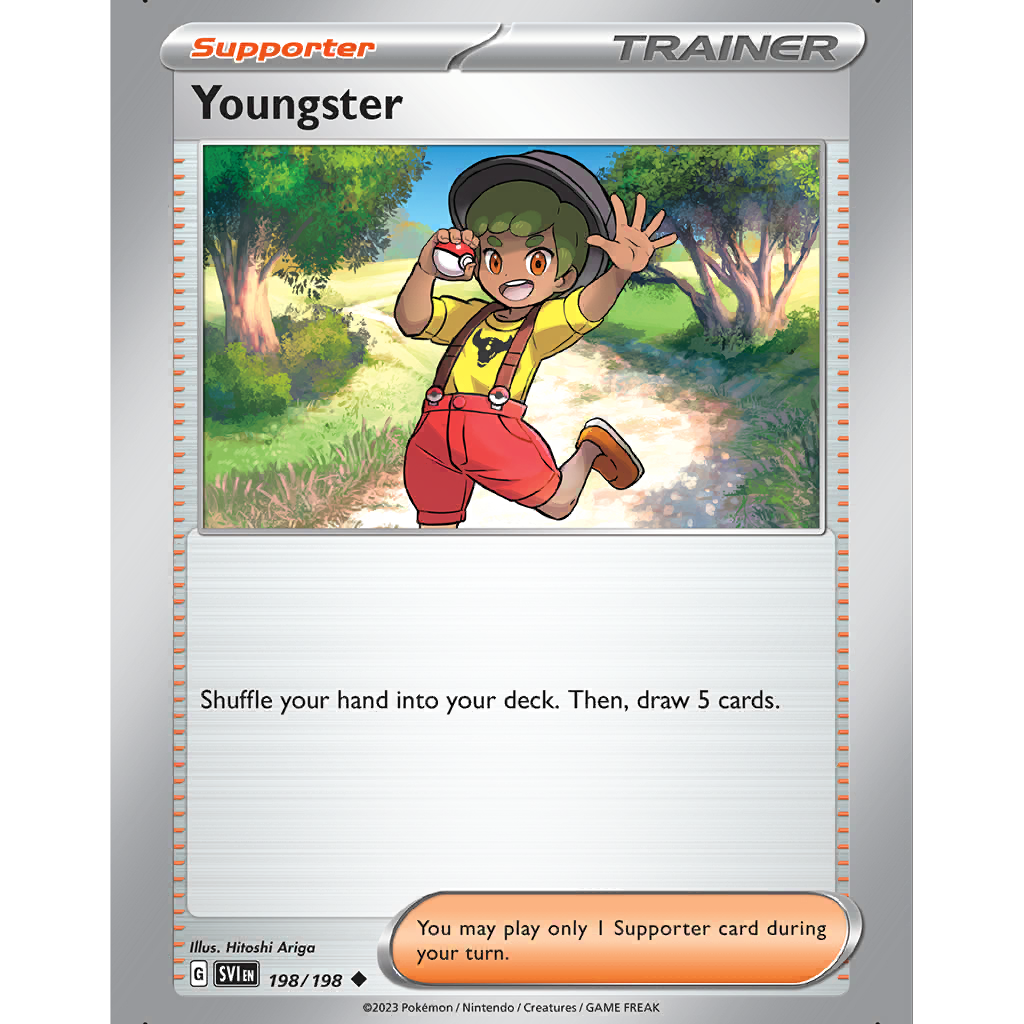 Supporter TRAINER
Youngster
Shuffle your hand into your deck. Then, draw 5 cards.
You may play only 1 Supporter card during
your turn.
Illus. Hitoshi Ariga
G SVI EN 198/198
©2023 Pokémon / Nintendo / Creatures / GAME FREAK